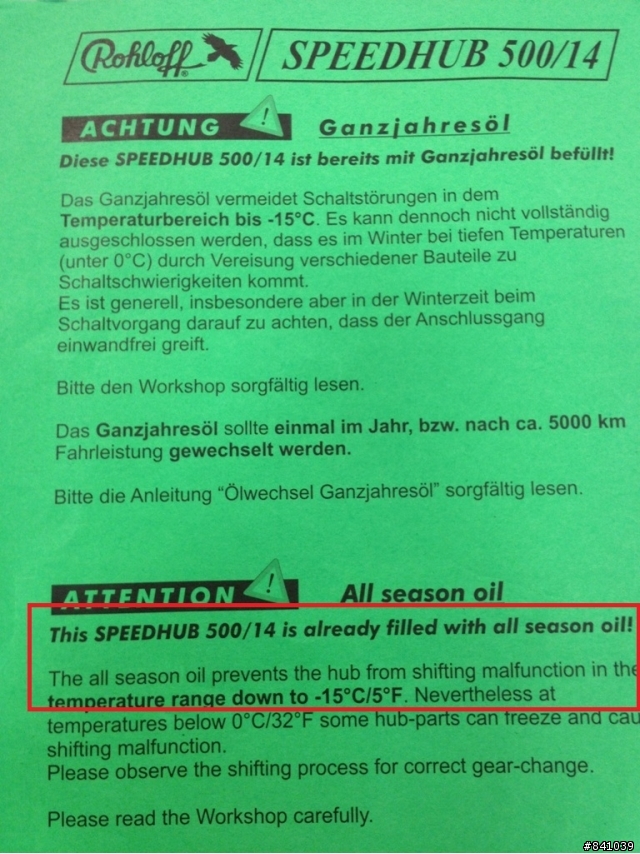 Rohloff®
SPEEDHUB 500/14
ACHTUNG ! Ganzjahresöl
Diese SPEEDHUB 500/14 ist bereits mit Ganzjahresöl befüllt!
Das Ganzjahresöl vermeidet Schaltstörungen in dem
Temperaturbereich bis -15°C. Es kann dennoch nicht vollständig
ausgeschlossen werden, dass es im Winter bei tiefen Temperaturen
(unter 0°C) durch Vereisung verschiedener Bauteile zu
Schaltschwierigkeiten kommt.
Es ist generell, insbesondere aber in der Winterzeit beim
Schaltvorgang darauf zu achten, dass der Anschlussgang
einwandfrei greift.
Bitte den Workshop sorgfältig lesen.
Das Ganzjahresöl sollte einmal im Jahr, bzw. nach ca. 5000 km
Fahrleistung gewechselt werden.
Bitte die Anleitung “Ölwechsel Ganzjahresöl” sorgfältig lesen.
ATTENTION ! All season oil
This SPEEDHUB 500/14 is already filled with all season oil!
The all season oil prevents the hub from shifting malfunction in the
temperature range down to -15°C/5°F. Nevertheless at
temperatures below 0°C/32°F some hub-parts can freeze and cau
shifting malfunction.
Please observe the shifting process for correct gear-change.
Please read the Workshop carefully.
#841039